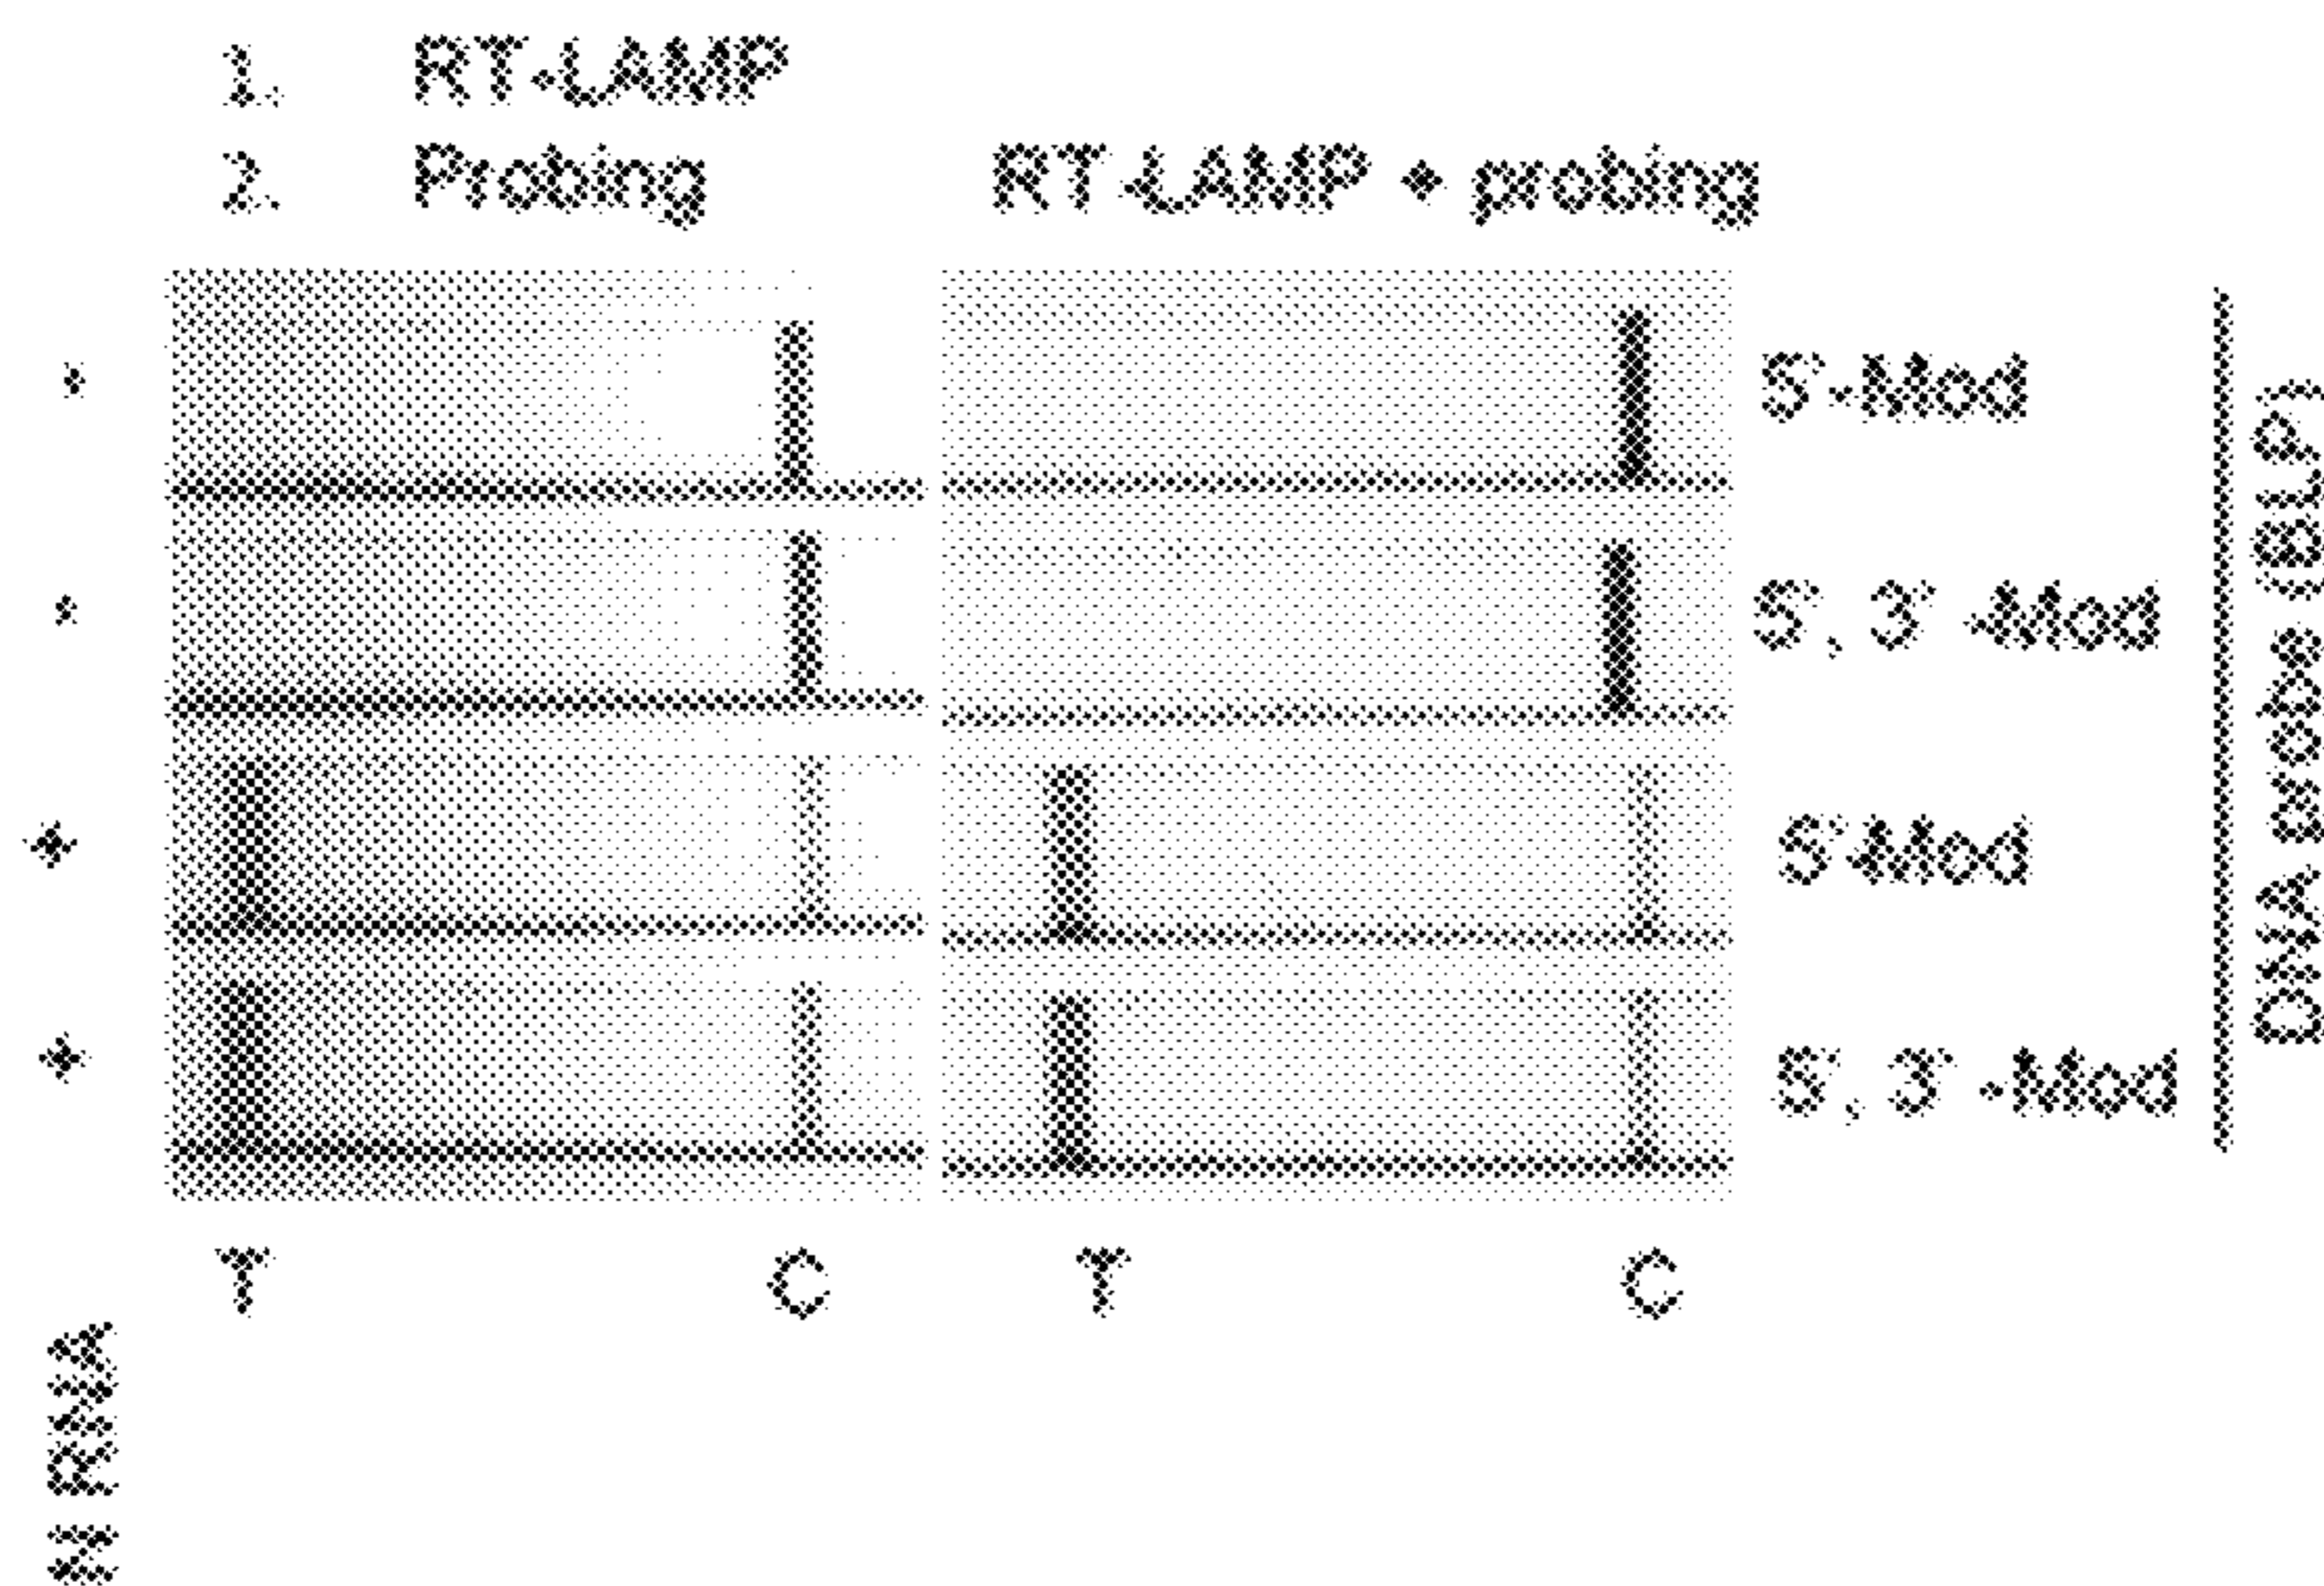 1. RT-LAMP
2. Probing
RT-LAMP + probing
-
5'-Mod
-
5', 3'-Mod
+
5'-Mod
+
5', 3'-Mod
DNA probe (BLP)
T C T C
N RNA